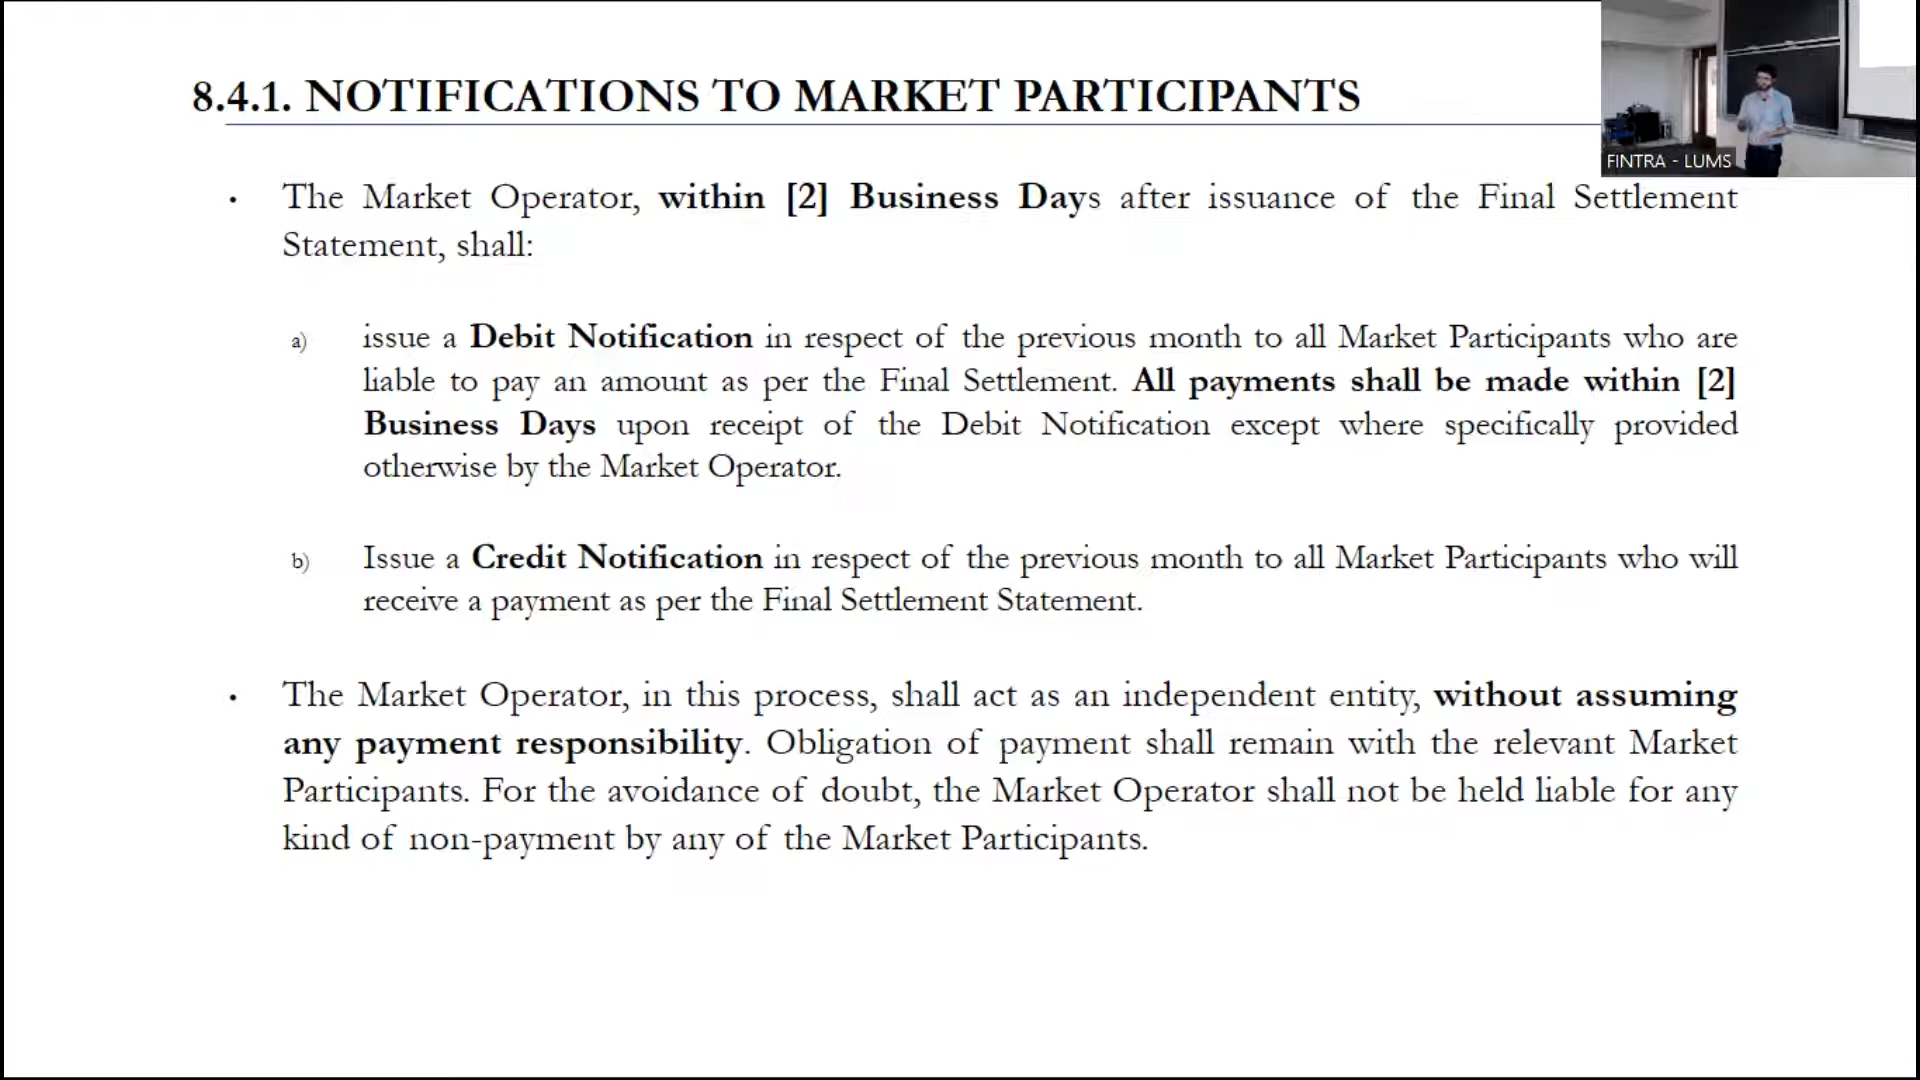 8.4.1. NOTIFICATIONS TO MARKET PARTICIPANTS
FINTRA - LUMS
• The Market Operator, within [2] Business Days after issuance of the Final Settlement
Statement, shall:
a) issue a Debit Notification in respect of the previous month to all Market Participants who are
liable to pay an amount as per the Final Settlement. All payments shall be made within [2]
Business Days upon receipt of the Debit Notification except where specifically provided
otherwise by the Market Operator.
b) Issue a Credit Notification in respect of the previous month to all Market Participants who will
receive a payment as per the Final Settlement Statement.
• The Market Operator, in this process, shall act as an independent entity, without assuming
any payment responsibility. Obligation of payment shall remain with the relevant Market
Participants. For the avoidance of doubt, the Market Operator shall not be held liable for any
kind of non-payment by any of the Market Participants.